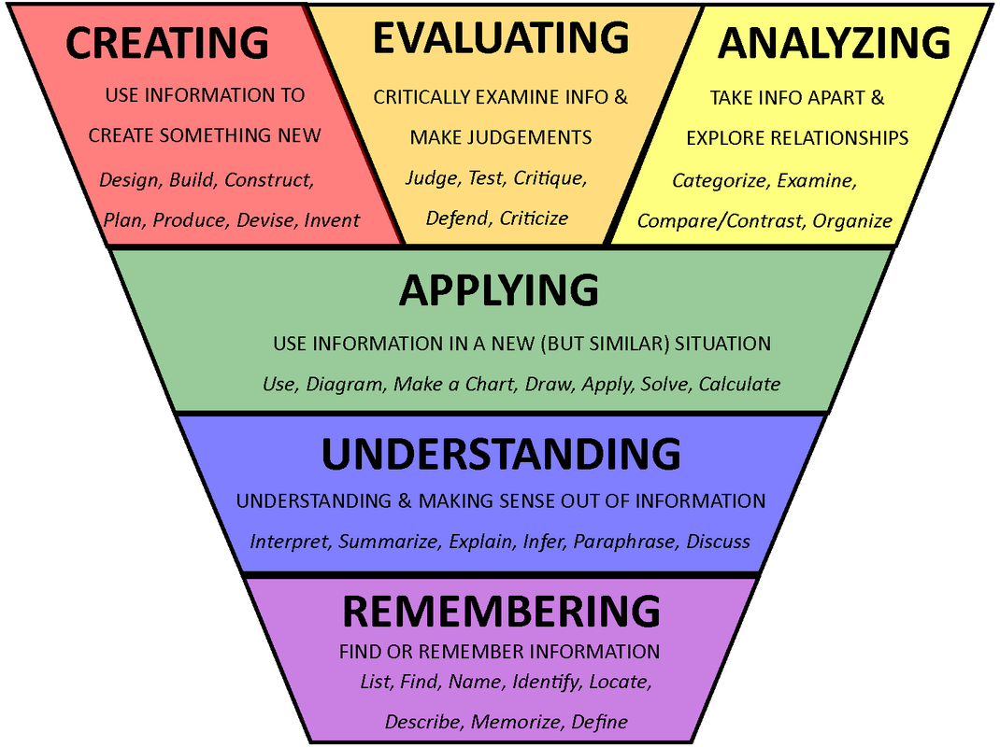 CREATING
USE INFORMATION TO
CREATE SOMETHING NEW
Design, Build, Construct,
Plan, Produce, Devise, Invent
EVALUATING
CRITICALLY EXAMINE INFO &
MAKE JUDGEMENTS
Judge, Test, Critique,
Defend, Criticize
ANALYZING
TAKE INFO APART &
EXPLORE RELATIONSHIPS
Categorize, Examine,
Compare/Contrast, Organize
APPLYING
USE INFORMATION IN A NEW (BUT SIMILAR) SITUATION
Use, Diagram, Make a Chart, Draw, Apply, Solve, Calculate
UNDERSTANDING
UNDERSTANDING & MAKING SENSE OUT OF INFORMATION
Interpret, Summarize, Explain, Infer, Paraphrase, Discuss
REMEMBERING
FIND OR REMEMBER INFORMATION
List, Find, Name, Identify, Locate,
Describe, Memorize, Define